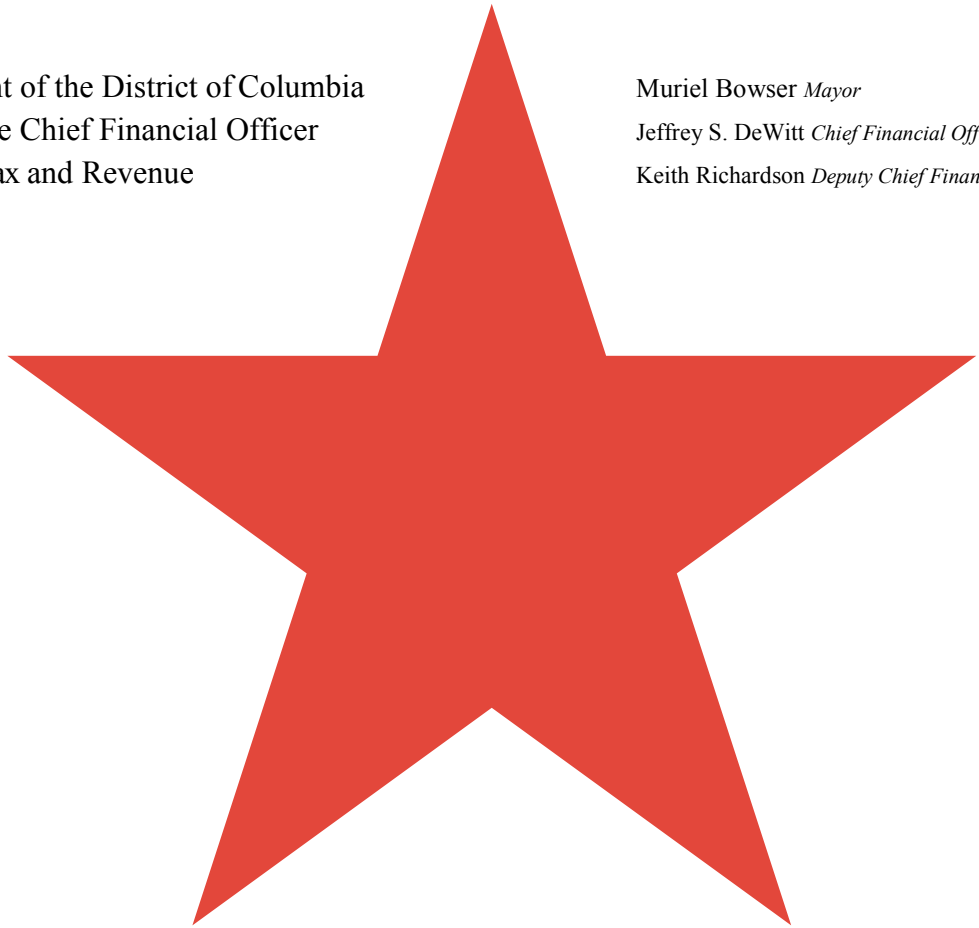 nt of the District of Columbia
e Chief Financial Officer
ax and Revenue
Muriel Bowser Mayor
Jeffrey S. DeWitt Chief Financial Off
Keith Richardson Deputy Chief Finan